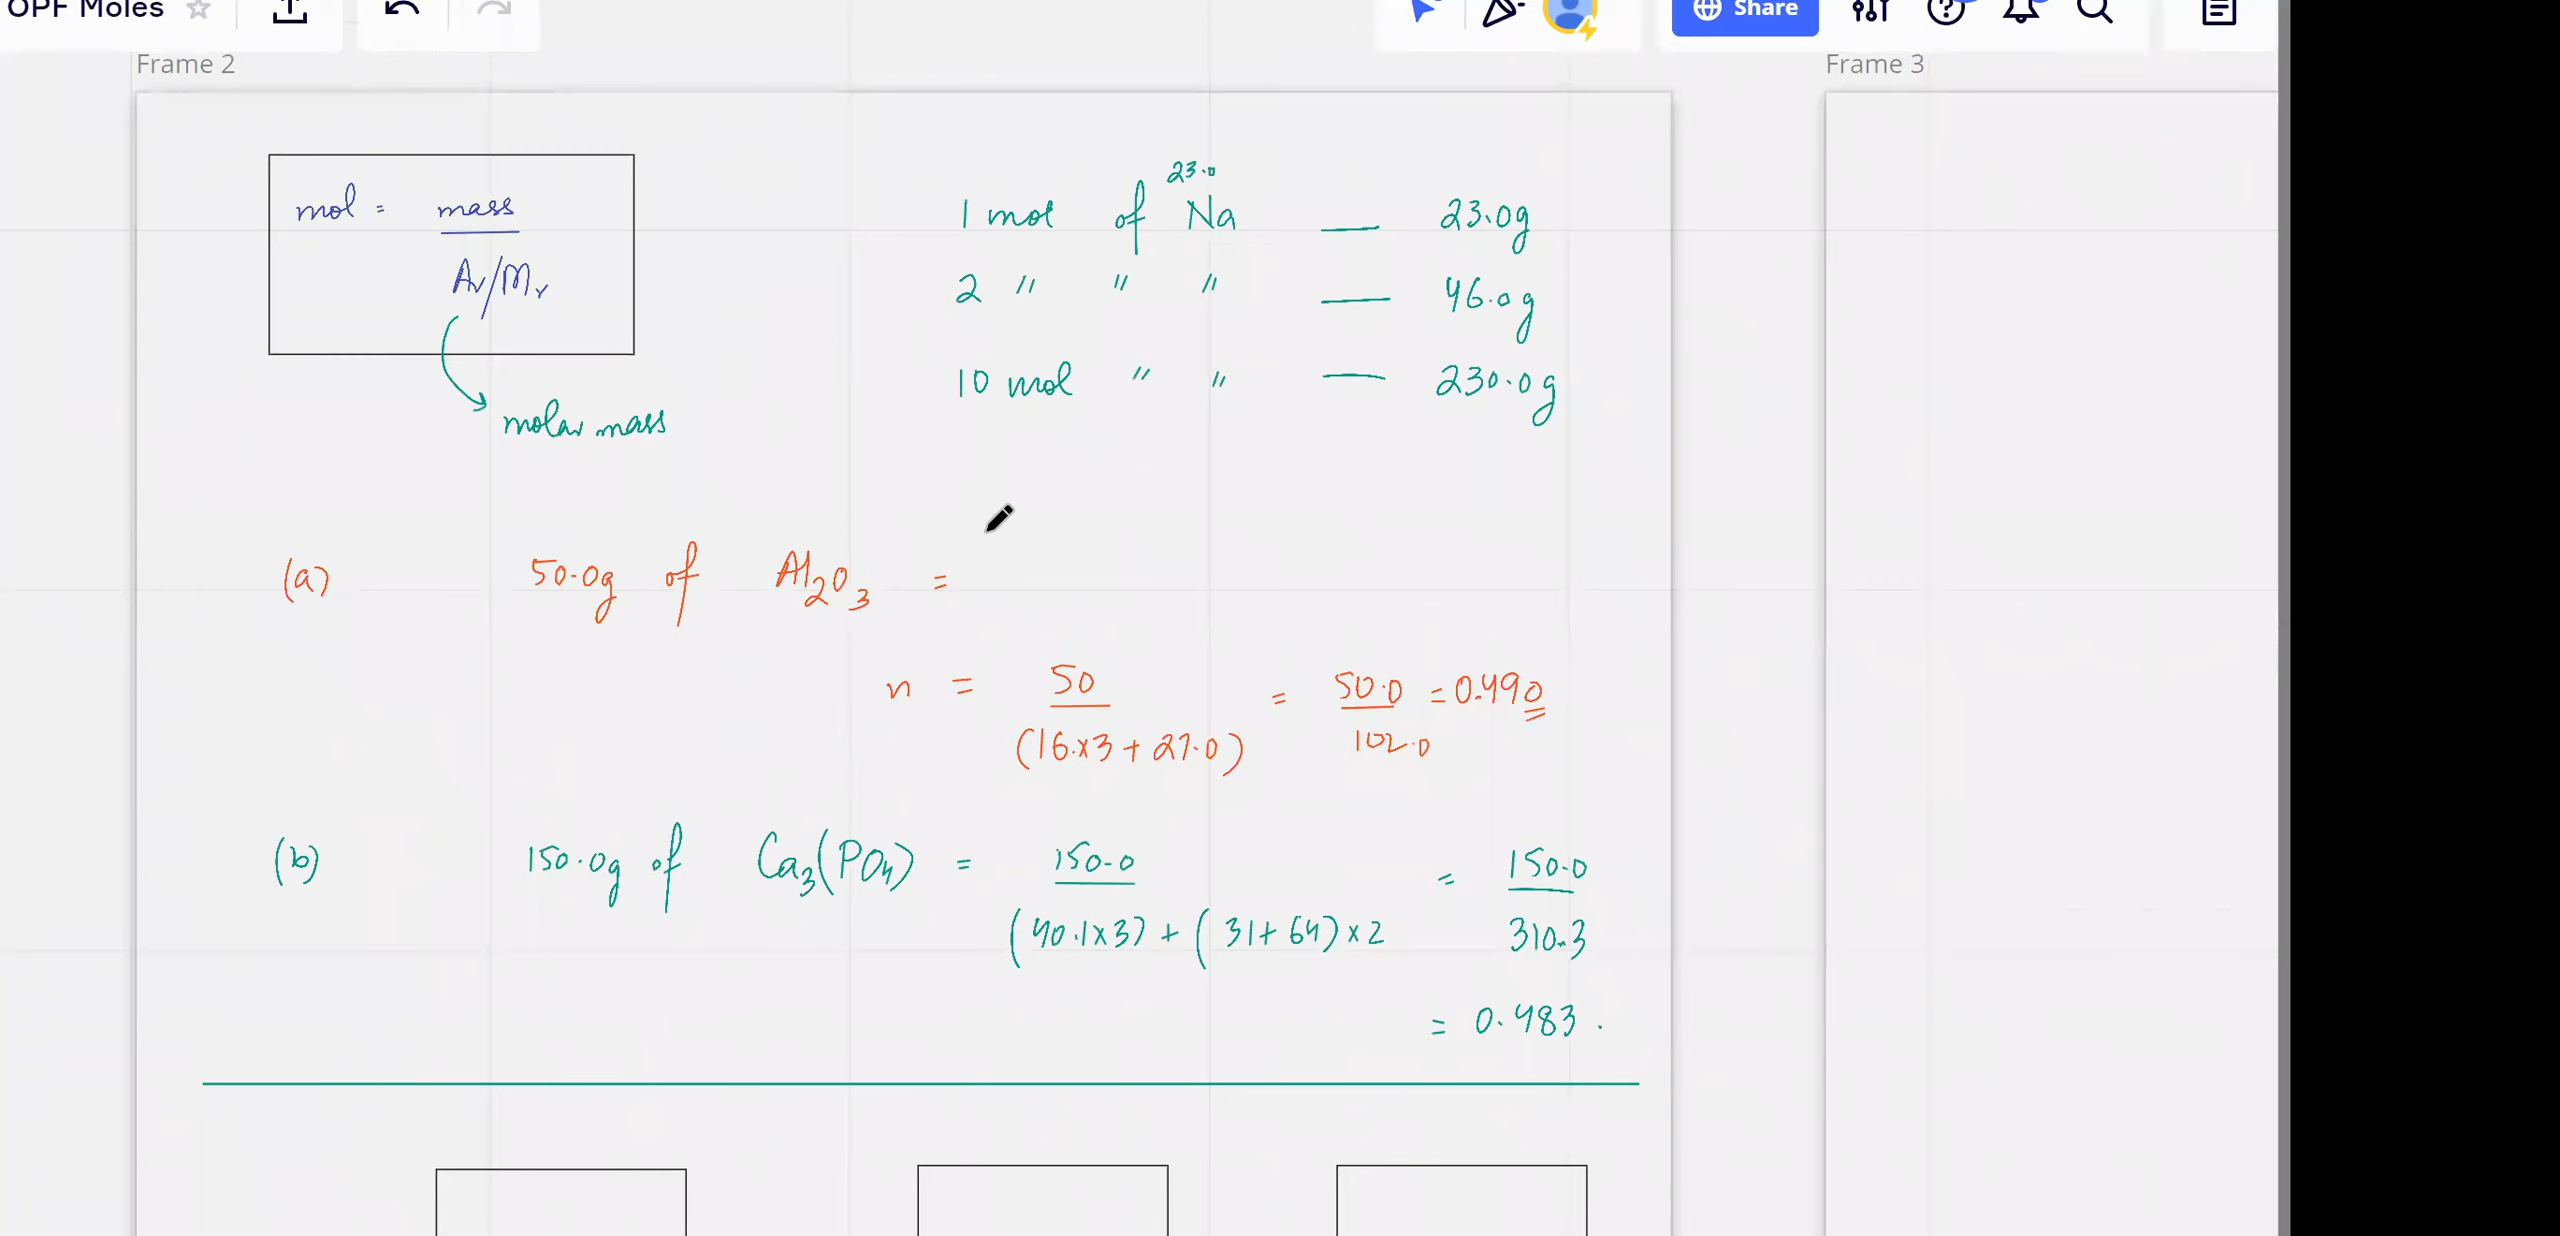 OPF Moles
Share
Frame 2
Frame 3
mol = mass
Ar/Mr
molar mass
23.0
1 mol of Na — 23.0g
2 " " " — 46.0g
10 mol " " — 230.0g
(a) 50.0g of Al₂O₃ =
n = 50 = 50.0 = 0.490
(16.x3 + 27.0) 102.0
(b) 150.0g of Ca₃(PO₄) = 150.0 = 150.0
(40.1x3) + (31+64)x2 310.3
= 0.483.